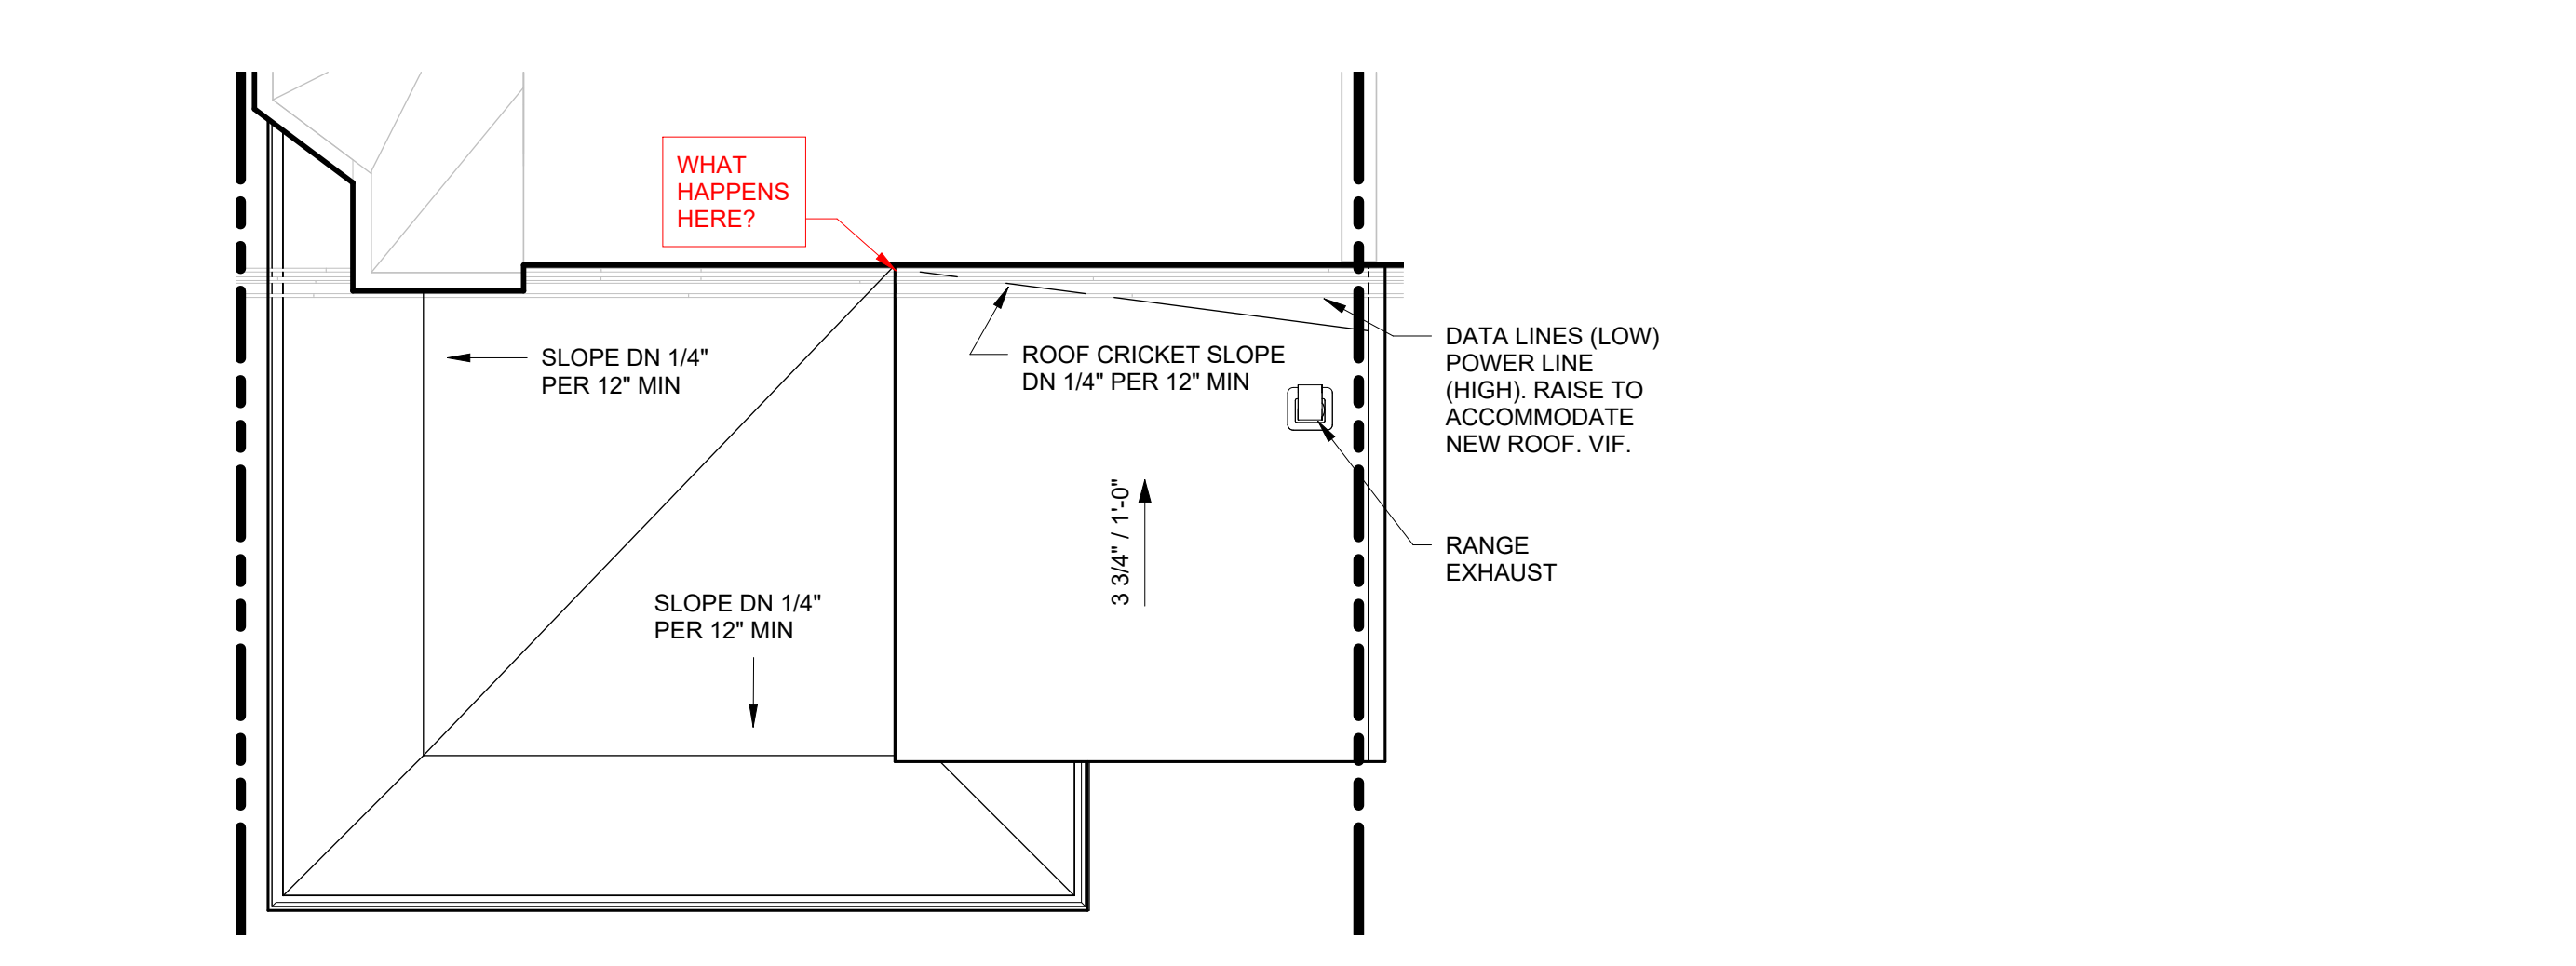 WHAT
HAPPENS
HERE?
SLOPE DN 1/4"
PER 12" MIN
ROOF CRICKET SLOPE
DN 1/4" PER 12" MIN
DATA LINES (LOW)
POWER LINE
(HIGH). RAISE TO
ACCOMMODATE
NEW ROOF. VIF.
3 3/4" / 1'-0"
RANGE
EXHAUST
SLOPE DN 1/4"
PER 12" MIN